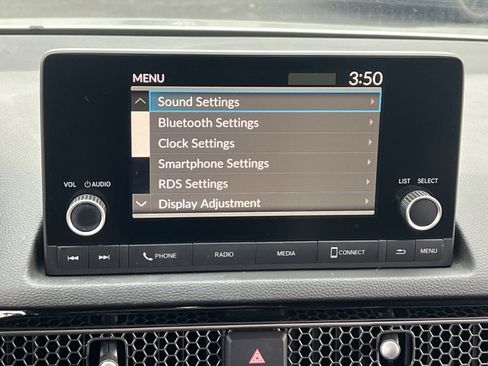 MENU 3:50
Sound Settings
Bluetooth Settings
Clock Settings
Smartphone Settings
RDS Settings
Display Adjustment
VOL AUDIO
LIST SELECT
PHONE RADIO MEDIA CONNECT MENU